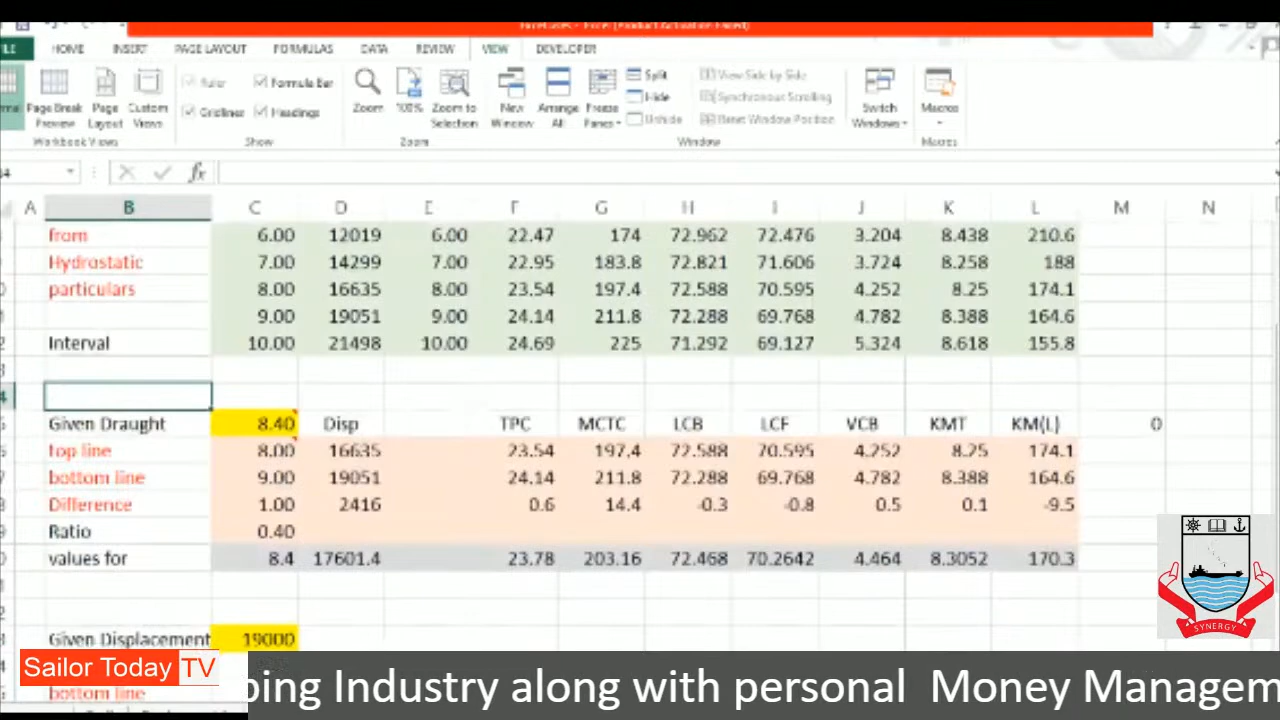 HOME INSERT PAGE LAYOUT FORMULAS DATA REVIEW VIEW DEVELOPER
Ruler Formula Bar
Gridlines Headings
Page Break Preview
Page Layout
Custom Views
Zoom
100%
Zoom to Selection
New Window
Arrange All
Freeze Panes
Split
Hide
Unhide
View Side by Side
Synchronous Scrolling
Reset Window Position
Switch Windows
Macros
Workbook Views Show Zoom Window Macros
fx
A B C D E F G H I J K L M N
from 6.00 12019 6.00 22.47 174 72.962 72.476 3.204 8.438 210.6
Hydrostatic 7.00 14299 7.00 22.95 183.8 72.821 71.606 3.724 8.258 188
particulars 8.00 16635 8.00 23.54 197.4 72.588 70.595 4.252 8.25 174.1
9.00 19051 9.00 24.14 211.8 72.288 69.768 4.782 8.388 164.6
Interval 10.00 21498 10.00 24.69 225 71.292 69.127 5.324 8.618 155.8
Given Draught 8.40 Disp TPC MCTC LCB LCF VCB KMT KM(L) 0
top line 8.00 16635 23.54 197.4 72.588 70.595 4.252 8.25 174.1
bottom line 9.00 19051 24.14 211.8 72.288 69.768 4.782 8.388 164.6
Difference 1.00 2416 0.6 14.4 -0.3 -0.8 0.5 0.1 -9.5
Ratio 0.40
values for 8.4 17601.4 23.78 203.16 72.468 70.2642 4.464 8.3052 170.3
Given Displacement 19000
bottom line
SYNERGY
Sailor Today TV
ping Industry along with personal Money Managem